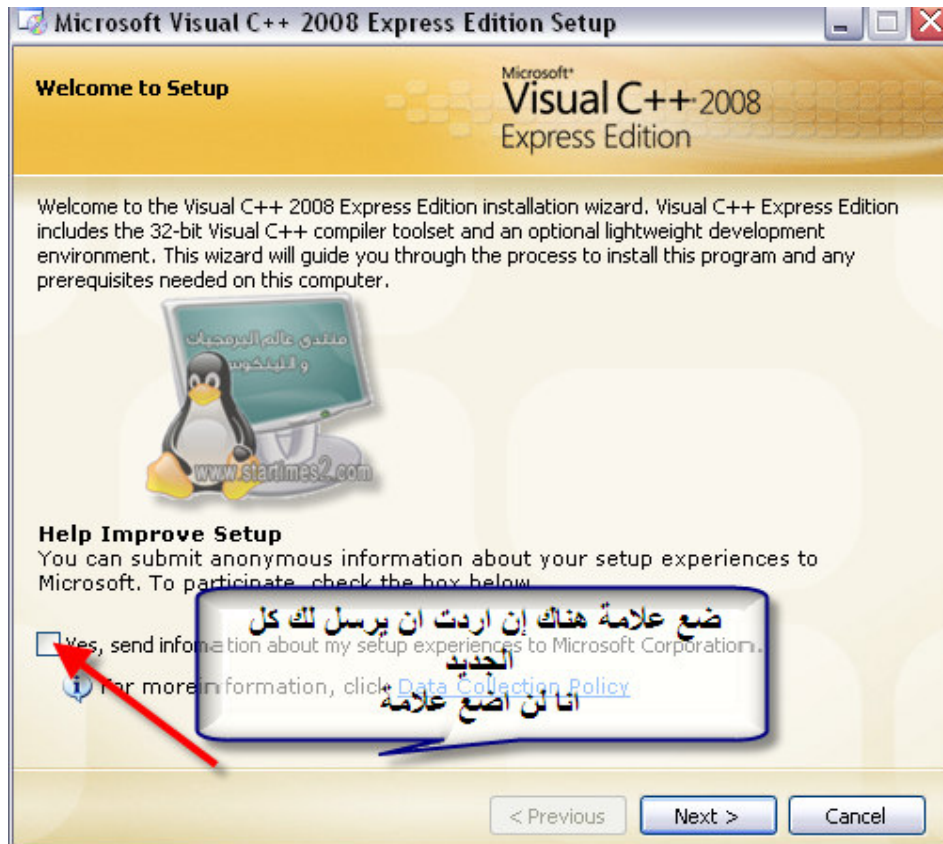 Microsoft Visual C++ 2008 Express Edition Setup
Welcome to Setup
Microsoft
Visual C++ 2008
Express Edition
Welcome to the Visual C++ 2008 Express Edition installation wizard. Visual C++ Express Edition
includes the 32-bit Visual C++ compiler toolset and an optional lightweight development
environment. This wizard will guide you through the process to install this program and any
prerequisites needed on this computer.
منتدى عالم البرمجيات
و اللينكوس
www.startimes2.com
Help Improve Setup
You can submit anonymous information about your setup experiences to
Microsoft. To participate, check the box below.
ضع علامة هناك إن اردت ان يرسل لك كل
الجديد
انا لن اضع علامة
Yes, send infomation about my setup experiences to Microsoft Corporation.
For more information, click Data Collection Policy
< Previous
Next >
Cancel